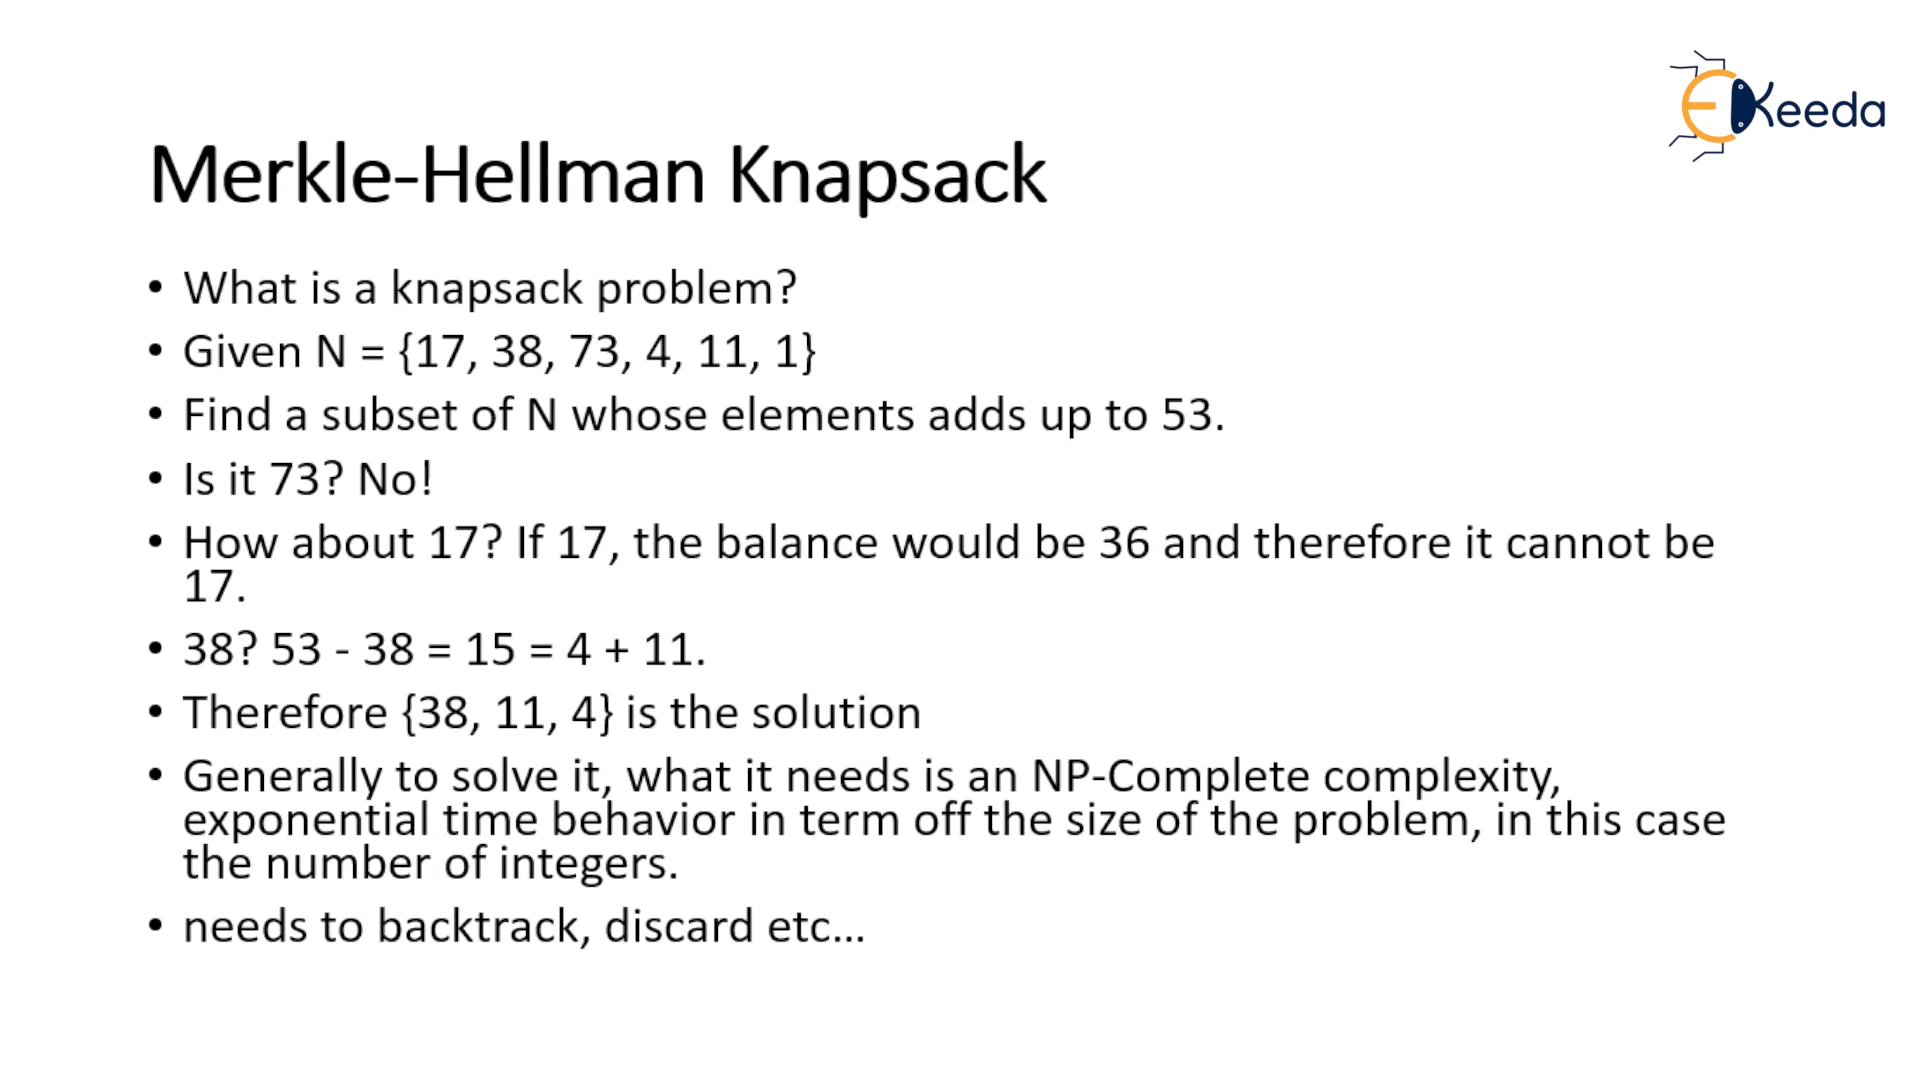 EKeeda
Merkle-Hellman Knapsack
• What is a knapsack problem?
• Given N = {17, 38, 73, 4, 11, 1}
• Find a subset of N whose elements adds up to 53.
• Is it 73? No!
• How about 17? If 17, the balance would be 36 and therefore it cannot be
17.
• 38? 53 - 38 = 15 = 4 + 11.
• Therefore {38, 11, 4} is the solution
• Generally to solve it, what it needs is an NP-Complete complexity,
exponential time behavior in term off the size of the problem, in this case
the number of integers.
• needs to backtrack, discard etc...